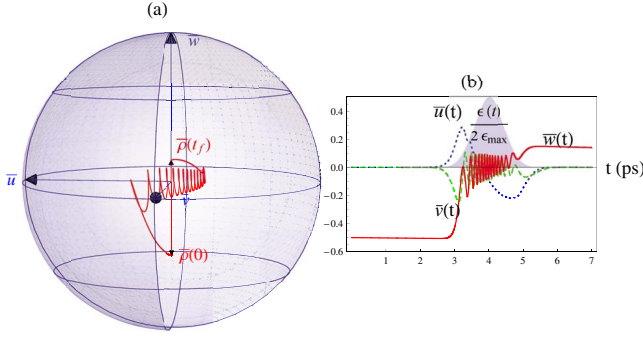 (a)
w̅
ρ̅(t_f)
u̅
v̅
ρ̅(0)
(b)
0.4
0.2
0.0
−0.2
−0.4
−0.6
u̅(t)
ϵ(t)
2 ϵmax
w̅(t)
v̅(t)
t (ps)
1 2 3 4 5 6 7